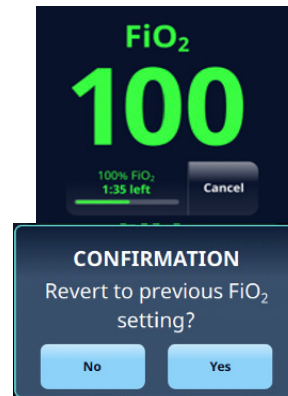 FiO₂
100
100% FiO₂
1:35 left
Cancel
CONFIRMATION
Revert to previous FiO₂
setting?
No
Yes